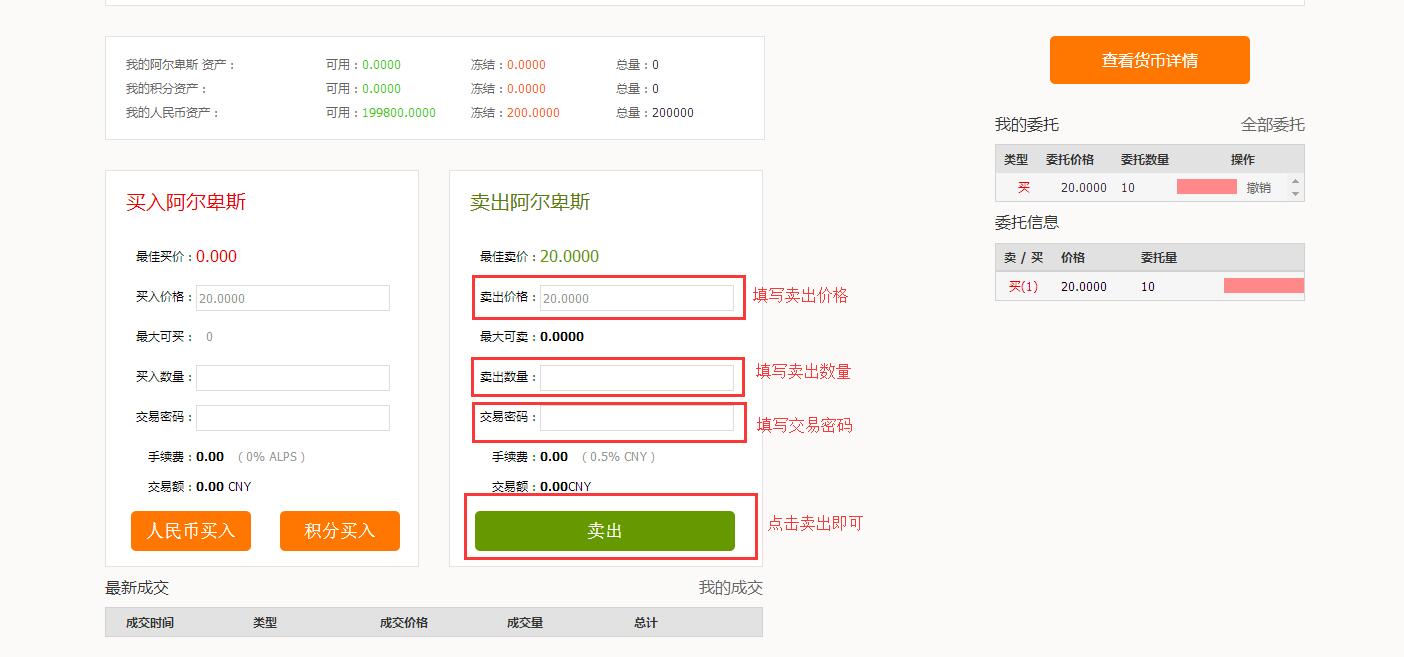 我的阿尔卑斯 资产： 可用：0.0000 冻结：0.0000 总量：0
我的积分资产： 可用：0.0000 冻结：0.0000 总量：0
我的人民币资产： 可用：199800.0000 冻结：200.0000 总量：200000
查看货币详情
我的委托 全部委托
类型 委托价格 委托数量 操作
买 20.0000 10 撤销
委托信息
卖 / 买 价格 委托量
买(1) 20.0000 10
买入阿尔卑斯
最佳买价：0.000
买入价格：20.0000
最大可买： 0
买入数量：
交易密码：
手续费：0.00 （ 0% ALPS ）
交易额：0.00 CNY
人民币买入 积分买入
卖出阿尔卑斯
最佳卖价：20.0000
卖出价格：20.0000 填写卖出价格
最大可卖：0.0000
卖出数量： 填写卖出数量
交易密码： 填写交易密码
手续费：0.00 （ 0.5% CNY ）
交易额：0.00CNY
卖出 点击卖出即可
最新成交 我的成交
成交时间 类型 成交价格 成交量 总计